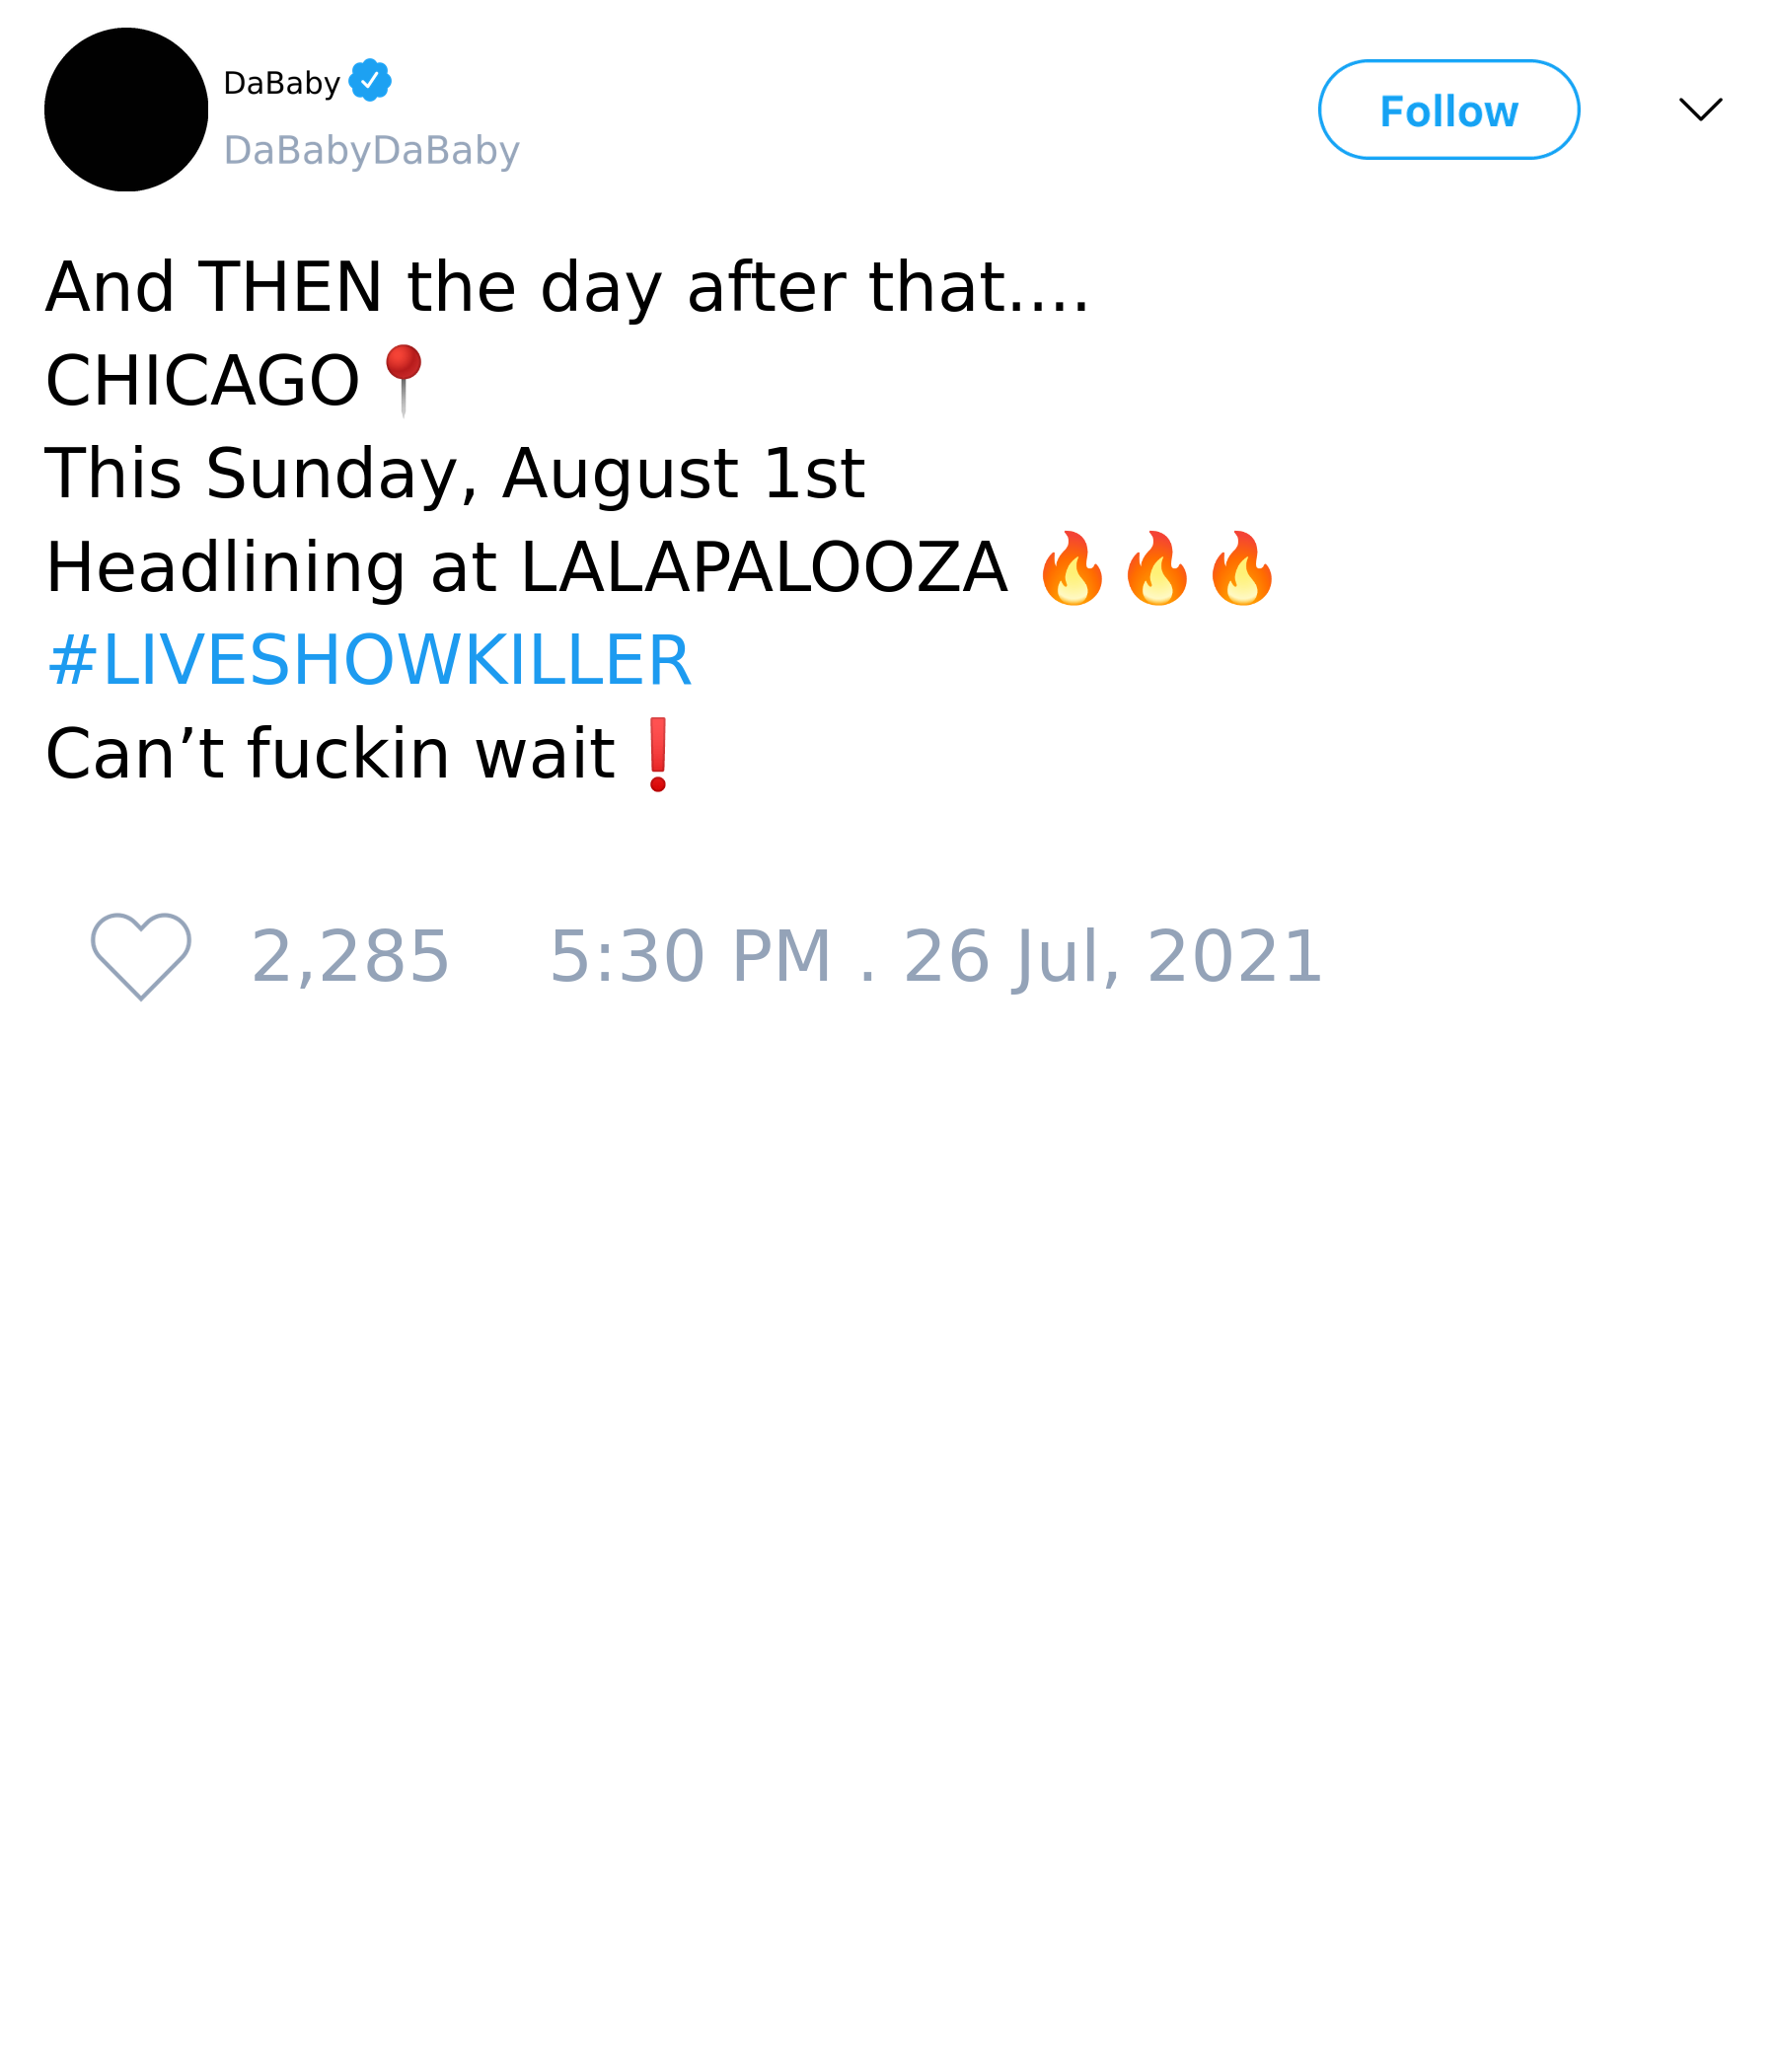 DaBaby
DaBabyDaBaby
Follow
And THEN the day after that....
CHICAGO📍
This Sunday, August 1st
Headlining at LALAPALOOZA 🔥🔥🔥
#LIVESHOWKILLER
Can’t fuckin wait❗
2,285 5:30 PM . 26 Jul, 2021